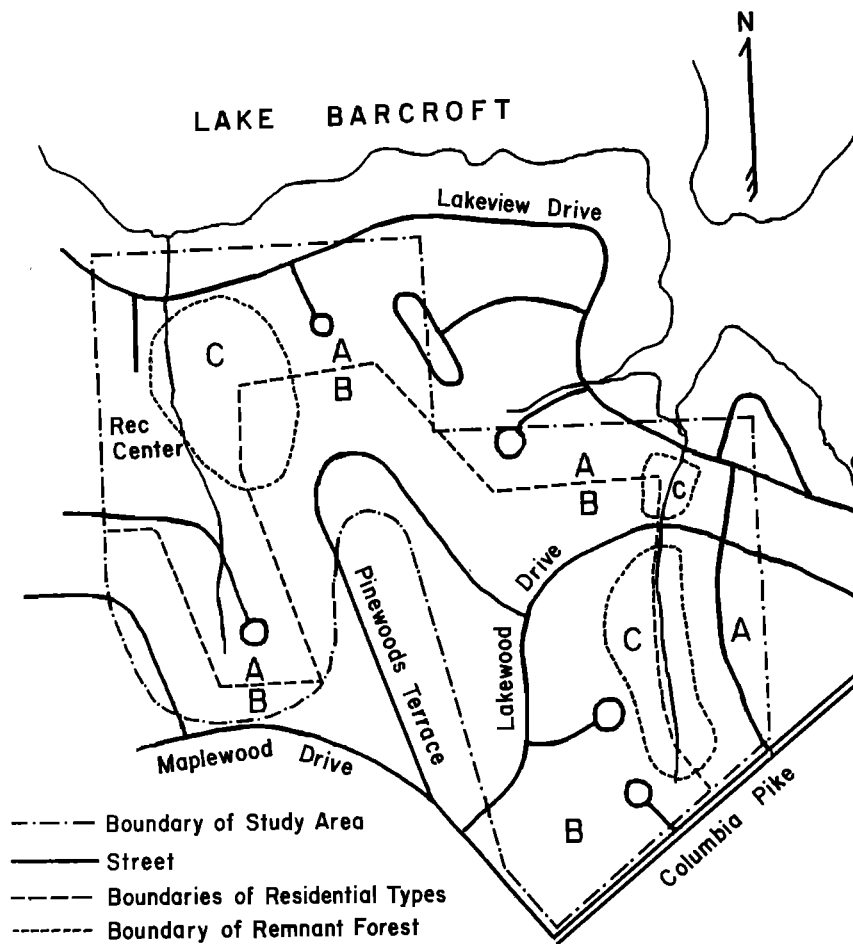 N
LAKE BARCROFT
Lakeview Drive
C
A
B
Rec
Center
A
B
C
Pinewoods Terrace
Drive
Lakewood
C
A
A
B
Maplewood Drive
B
Columbia Pike
Boundary of Study Area
Street
Boundaries of Residential Types
Boundary of Remnant Forest